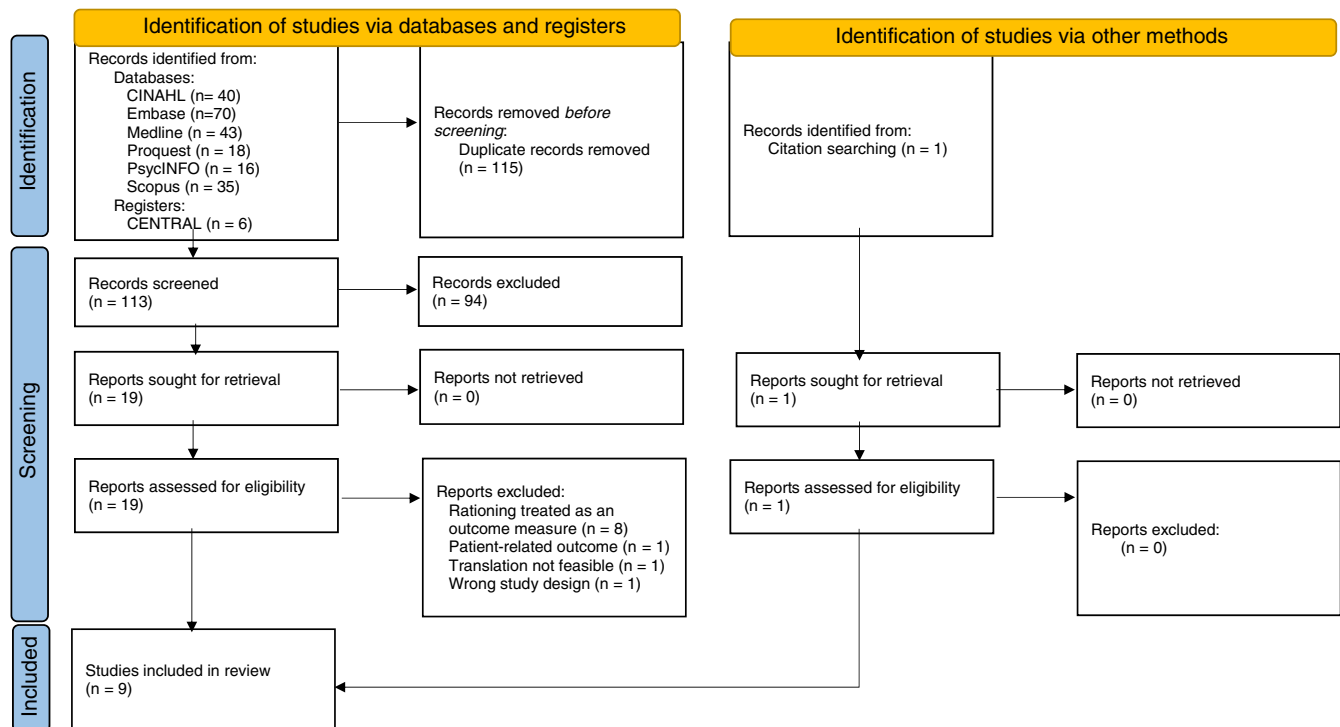 Identification of studies via databases and registers
Identification of studies via other methods
Identification
Records identified from:
Databases:
CINAHL (n= 40)
Embase (n=70)
Medline (n = 43)
Proquest (n = 18)
PsycINFO (n = 16)
Scopus (n = 35)
Registers:
CENTRAL (n = 6)
Records removed before
screening:
Duplicate records removed
(n = 115)
Records identified from:
Citation searching (n = 1)
Screening
Records screened
(n = 113)
Records excluded
(n = 94)
Reports sought for retrieval
(n = 19)
Reports not retrieved
(n = 0)
Reports sought for retrieval
(n = 1)
Reports not retrieved
(n = 0)
Reports assessed for eligibility
(n = 19)
Reports excluded:
Rationing treated as an
outcome measure (n = 8)
Patient-related outcome (n = 1)
Translation not feasible (n = 1)
Wrong study design (n = 1)
Reports assessed for eligibility
(n = 1)
Reports excluded:
(n = 0)
Included
Studies included in review
(n = 9)